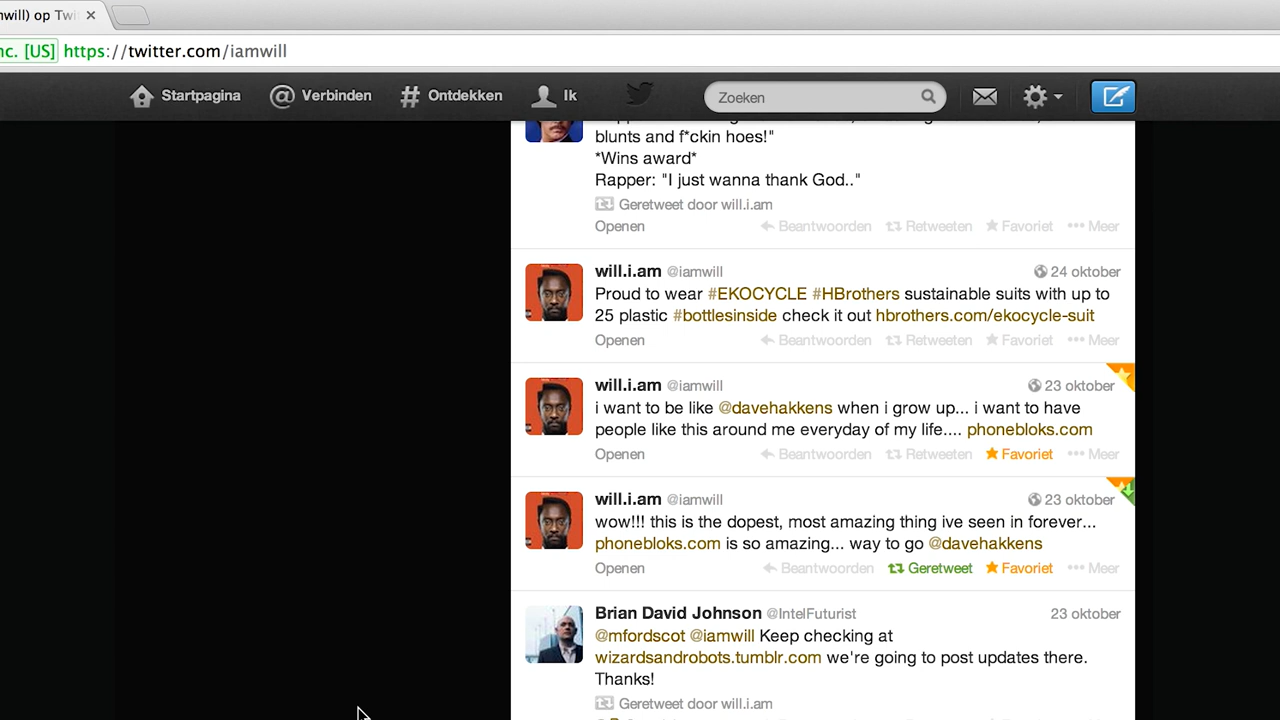 nwill) op Twi
nc. [US] https://twitter.com/iamwill
Startpagina Verbinden Ontdekken Ik Zoeken
blunts and f*ckin hoes!"
*Wins award*
Rapper: "I just wanna thank God.."
Geretweet door will.i.am
Openen Beantwoorden Retweeten Favoriet Meer
will.i.am @iamwill 24 oktober
Proud to wear #EKOCYCLE #HBrothers sustainable suits with up to
25 plastic #bottlesinside check it out hbrothers.com/ekocycle-suit
Openen Beantwoorden Retweeten Favoriet Meer
will.i.am @iamwill 23 oktober
i want to be like @davehakkens when i grow up... i want to have
people like this around me everyday of my life.... phonebloks.com
Openen Beantwoorden Retweeten Favoriet Meer
will.i.am @iamwill 23 oktober
wow!!! this is the dopest, most amazing thing ive seen in forever...
phonebloks.com is so amazing... way to go @davehakkens
Openen Beantwoorden Geretweet Favoriet Meer
Brian David Johnson @IntelFuturist 23 oktober
@mfordscot @iamwill Keep checking at
wizardsandrobots.tumblr.com we're going to post updates there.
Thanks!
Geretweet door will.i.am